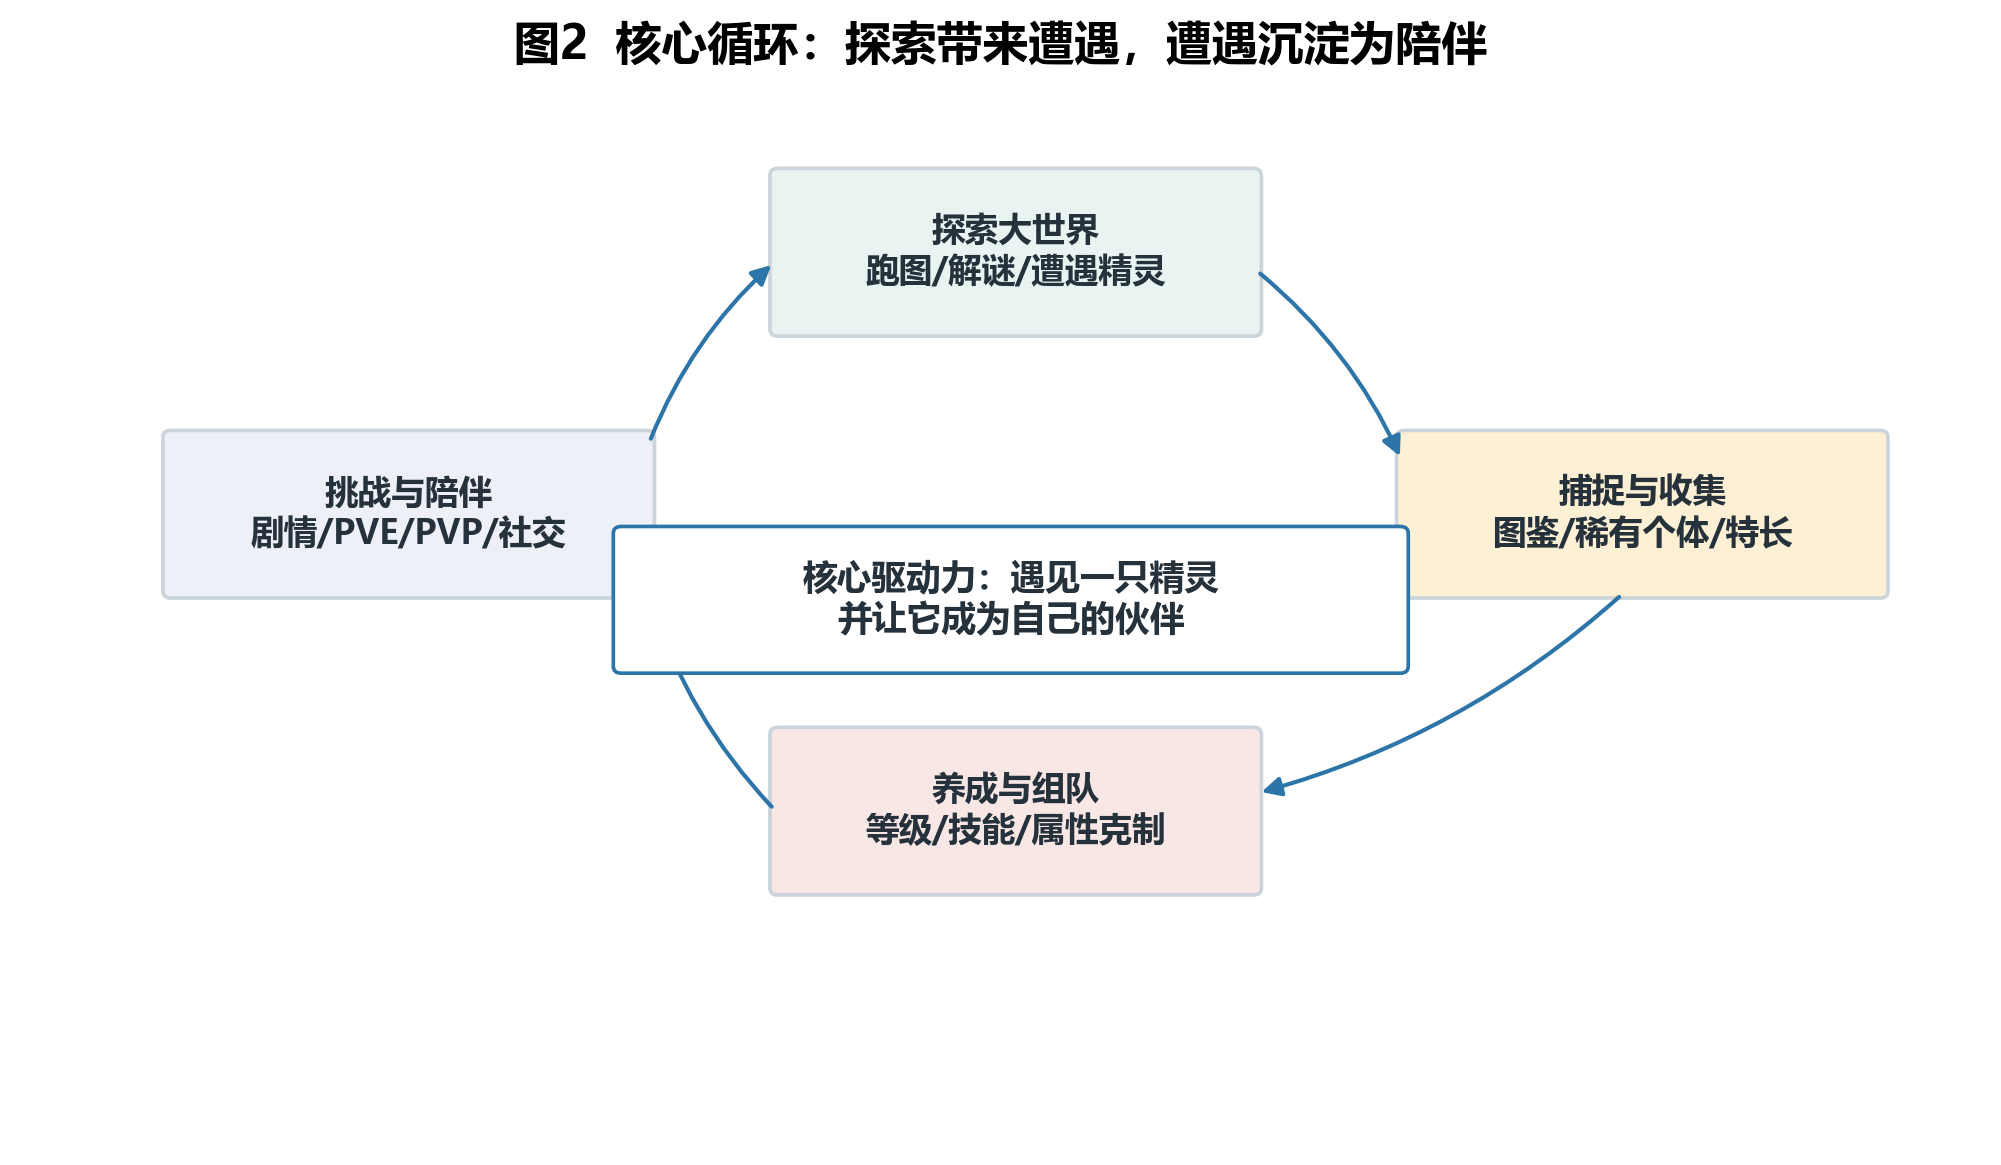 图2 核心循环：探索带来遭遇，遭遇沉淀为陪伴
探索大世界
跑图/解谜/遭遇精灵
挑战与陪伴
剧情/PVE/PVP/社交
捕捉与收集
图鉴/稀有个体/特长
核心驱动力：遇见一只精灵
并让它成为自己的伙伴
养成与组队
等级/技能/属性克制